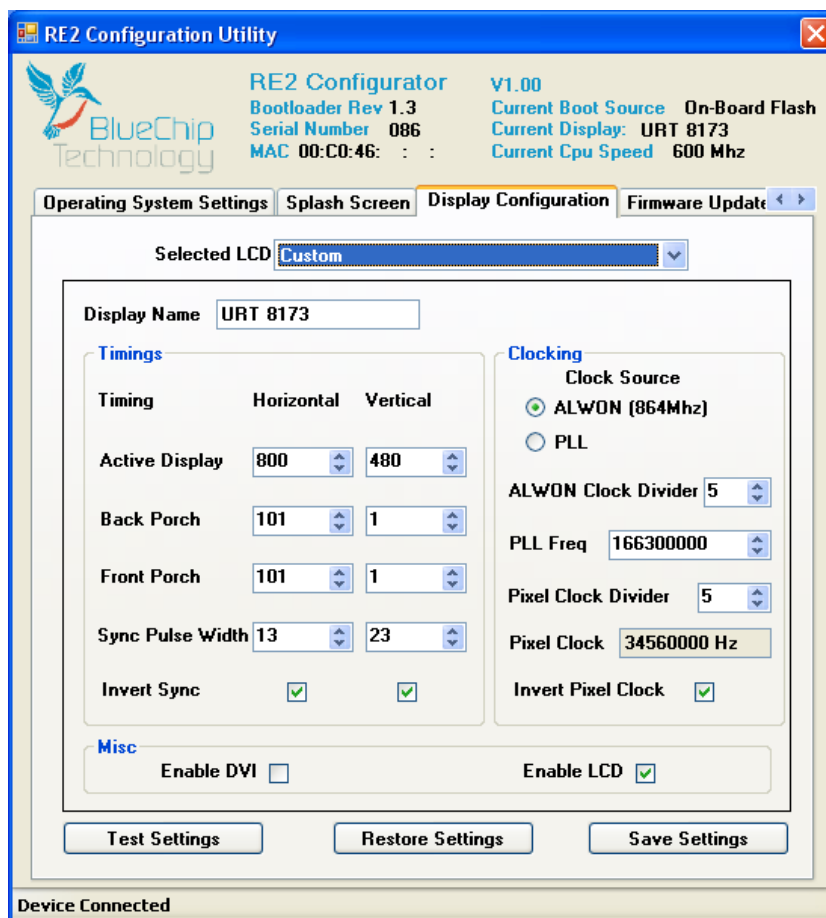 RE2 Configuration Utility
BlueChip
Technology
RE2 Configurator V1.00
Bootloader Rev 1.3 Current Boot Source On-Board Flash
Serial Number 086 Current Display: URT 8173
MAC 00:C0:46: : : Current Cpu Speed 600 Mhz
Operating System Settings Splash Screen Display Configuration Firmware Update
Selected LCD Custom
Display Name URT 8173
Timings
Timing Horizontal Vertical
Active Display 800 480
Back Porch 101 1
Front Porch 101 1
Sync Pulse Width 13 23
Invert Sync
Clocking
Clock Source
ALWON (864Mhz)
PLL
ALWON Clock Divider 5
PLL Freq 166300000
Pixel Clock Divider 5
Pixel Clock 34560000 Hz
Invert Pixel Clock
Misc
Enable DVI Enable LCD
Test Settings Restore Settings Save Settings
Device Connected